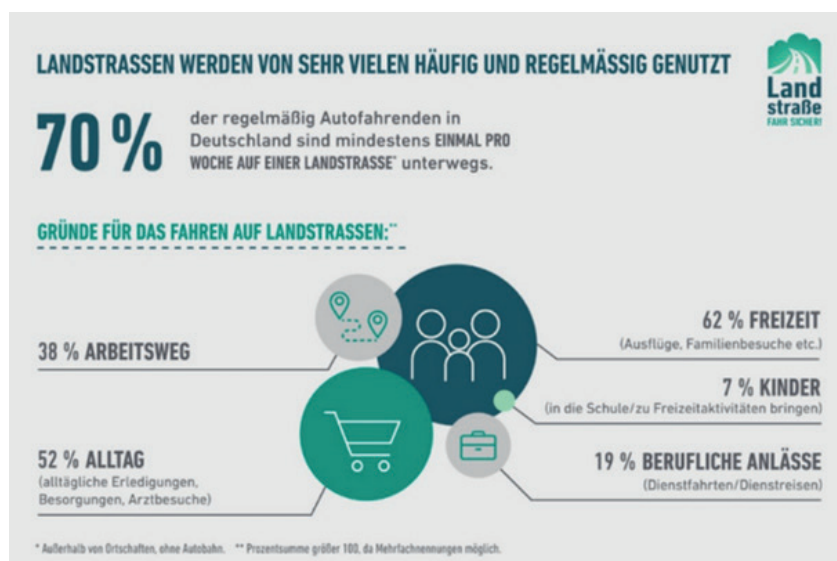 LANDSTRASSEN WERDEN VON SEHR VIELEN HÄUFIG UND REGELMÄSSIG GENUTZT
Land
straße
FAHR SICHER!
70 %
der regelmäßig Autofahrenden in
Deutschland sind mindestens EINMAL PRO
WOCHE AUF EINER LANDSTRASSE* unterwegs.
GRÜNDE FÜR DAS FAHREN AUF LANDSTRASSEN:**
38 % ARBEITSWEG
62 % FREIZEIT
(Ausflüge, Familienbesuche etc.)
7 % KINDER
(in die Schule/zu Freizeitaktivitäten bringen)
52 % ALLTAG
(alltägliche Erledigungen,
Besorgungen, Arztbesuche)
19 % BERUFLICHE ANLÄSSE
(Dienstfahrten/Dienstreisen)
* Außerhalb von Ortschaften, ohne Autobahn. ** Prozentsumme größer 100, da Mehrfachnennungen möglich.